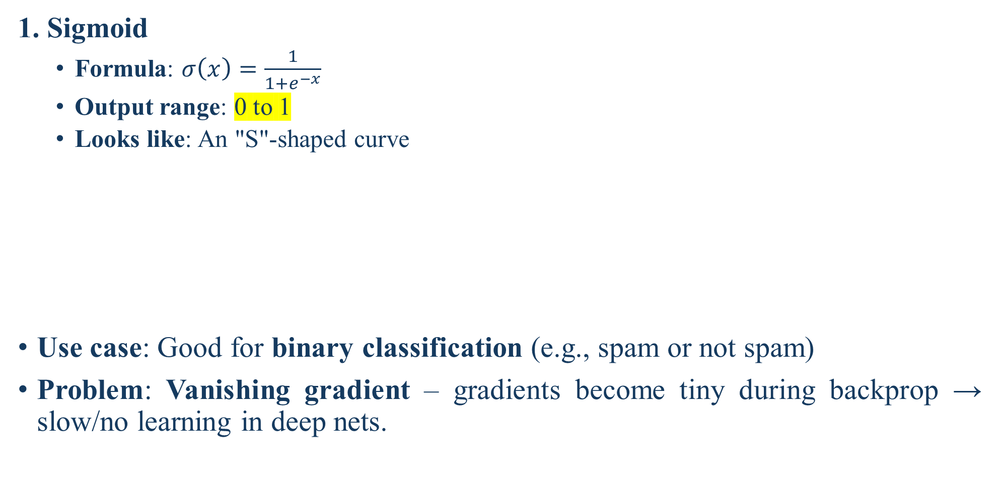 1. Sigmoid
• Formula: σ(x) = 1/(1+e^−x)
• Output range: 0 to 1
• Looks like: An "S"-shaped curve
• Use case: Good for binary classification (e.g., spam or not spam)
• Problem: Vanishing gradient – gradients become tiny during backprop →
slow/no learning in deep nets.